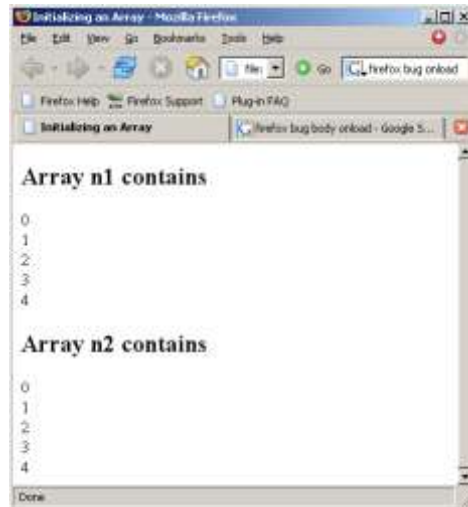 Initializing an Array - Mozilla Firefox
File Edit View Go Bookmarks Tools Help
file: Go firefox bug onload
Firefox Help Firefox Support Plug-in FAQ
Initializing an Array firefox bug body onload - Google S...
Array n1 contains
0
1
2
3
4
Array n2 contains
0
1
2
3
4
Done